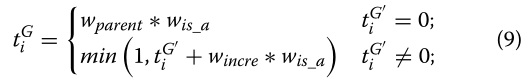 t_i^G = { w_parent * w_is_a    t_i^{G'} = 0;
min (1, t_i^{G'} + w_incre * w_is_a)    t_i^{G'} ≠ 0;    (9)